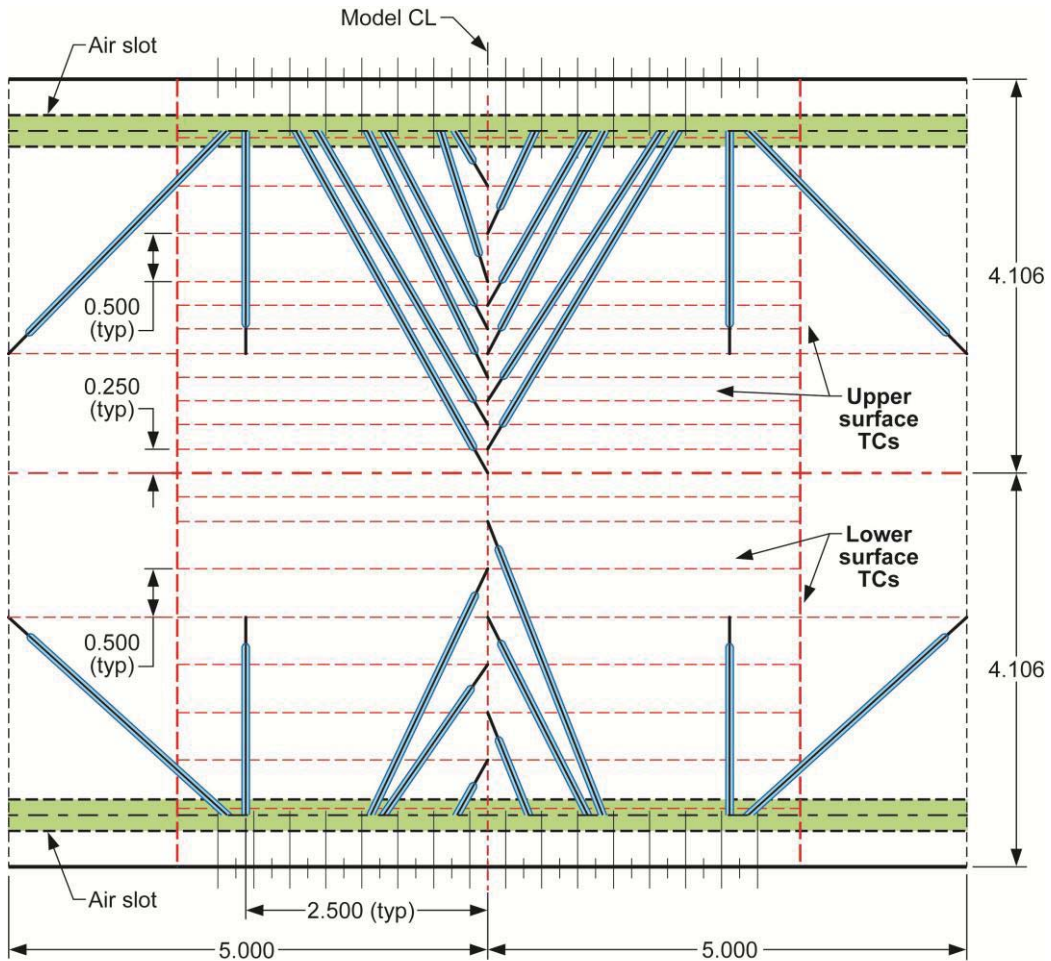 Model CL
Air slot
4.106
0.500
(typ)
0.250
(typ)
Upper
surface
TCs
Lower
surface
TCs
0.500
(typ)
4.106
Air slot
2.500 (typ)
5.000
5.000